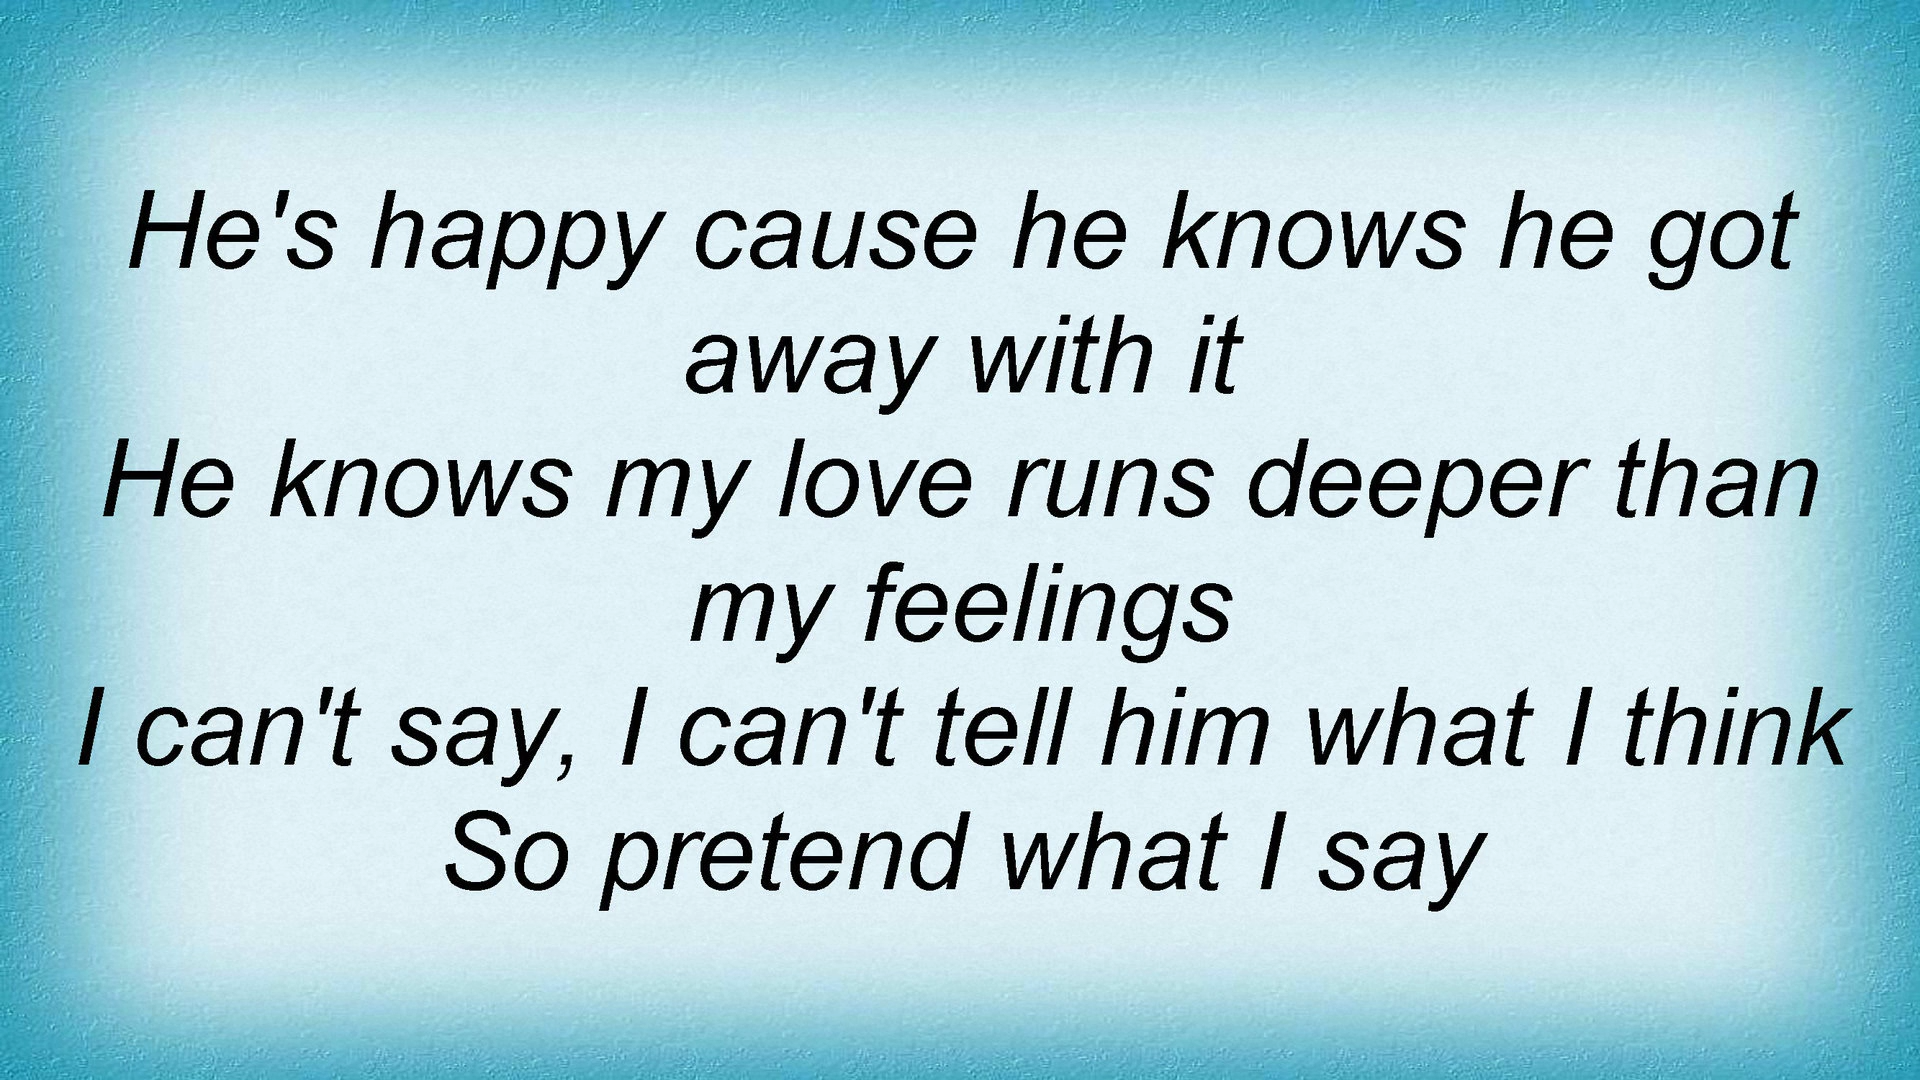 He's happy cause he knows he got
away with it
He knows my love runs deeper than
my feelings
I can't say, I can't tell him what I think
So pretend what I say